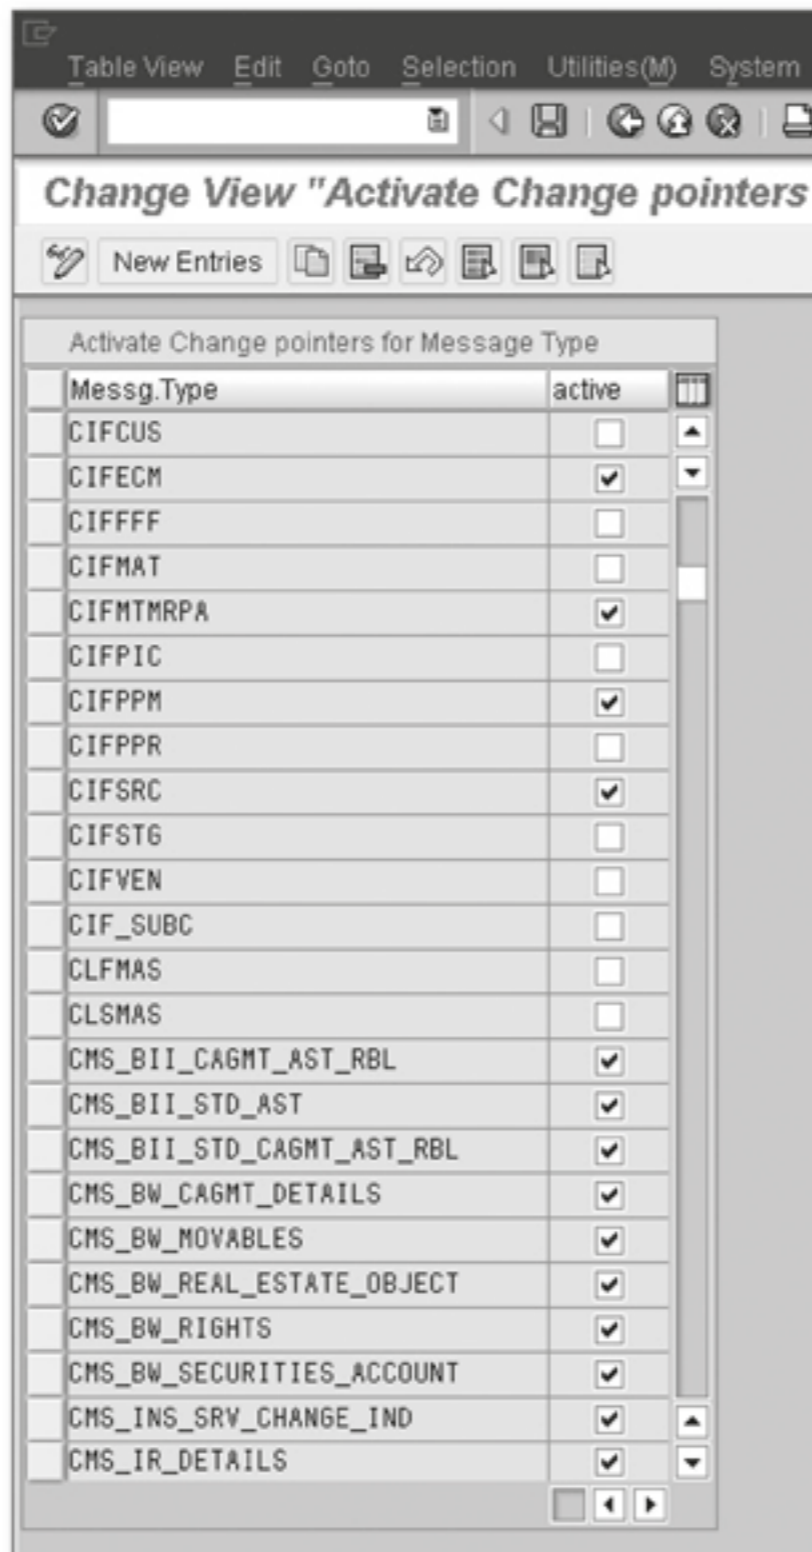 Table View Edit Goto Selection Utilities(M) System
Change View "Activate Change pointers
New Entries
Activate Change pointers for Message Type
Messg.Type active
CIFCUS
CIFECM
CIFFFF
CIFMAT
CIFMTMRPA
CIFPIC
CIFPPM
CIFPPR
CIFSRC
CIFSTG
CIFVEN
CIF_SUBC
CLFMAS
CLSMAS
CMS_BII_CAGMT_AST_RBL
CMS_BII_STD_AST
CMS_BII_STD_CAGMT_AST_RBL
CMS_BW_CAGMT_DETAILS
CMS_BW_MOVABLES
CMS_BW_REAL_ESTATE_OBJECT
CMS_BW_RIGHTS
CMS_BW_SECURITIES_ACCOUNT
CMS_INS_SRV_CHANGE_IND
CMS_IR_DETAILS